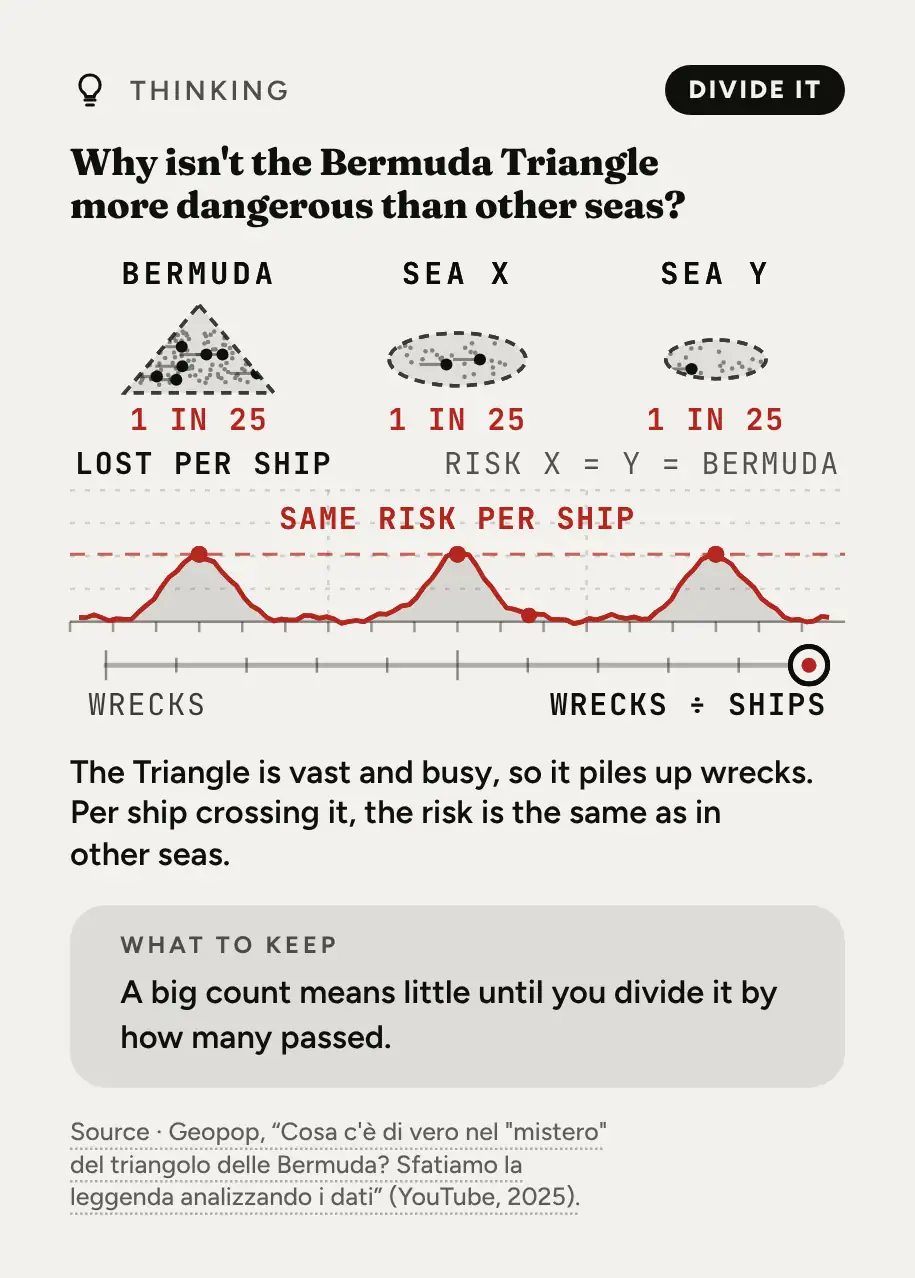 THINKING
DIVIDE IT
Why isn't the Bermuda Triangle
more dangerous than other seas?
BERMUDA SEA X SEA Y
1 IN 25 1 IN 25 1 IN 25
LOST PER SHIP RISK X = Y = BERMUDA
SAME RISK PER SHIP
WRECKS WRECKS ÷ SHIPS
The Triangle is vast and busy, so it piles up wrecks.
Per ship crossing it, the risk is the same as in
other seas.
WHAT TO KEEP
A big count means little until you divide it by
how many passed.
Source · Geopop, “Cosa c'è di vero nel "mistero"
del triangolo delle Bermuda? Sfatiamo la
leggenda analizzando i dati” (YouTube, 2025).